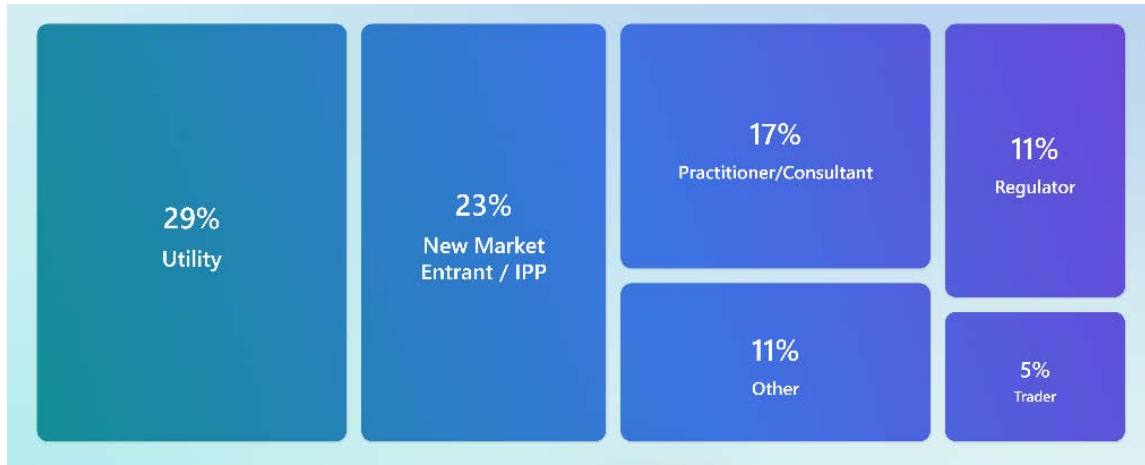 29%
Utility
23%
New Market
Entrant / IPP
17%
Practitioner/Consultant
11%
Other
11%
Regulator
5%
Trader